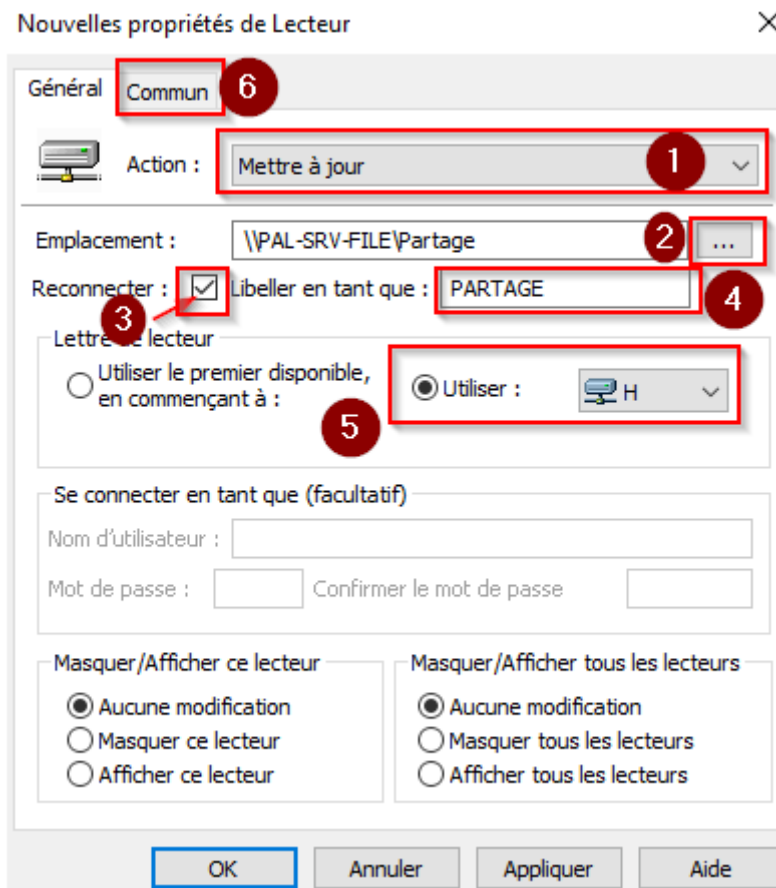 Nouvelles propriétés de Lecteur
Général Commun 6
Action : Mettre à jour 1
Emplacement : \\PAL-SRV-FILE\Partage 2 ...
Reconnecter : Libeller en tant que : PARTAGE 4
3
Lettre de lecteur
Utiliser le premier disponible,
en commençant à :
Utiliser : H
5
Se connecter en tant que (facultatif)
Nom d'utilisateur :
Mot de passe : Confirmer le mot de passe
Masquer/Afficher ce lecteur
Aucune modification
Masquer ce lecteur
Afficher ce lecteur
Masquer/Afficher tous les lecteurs
Aucune modification
Masquer tous les lecteurs
Afficher tous les lecteurs
OK Annuler Appliquer Aide